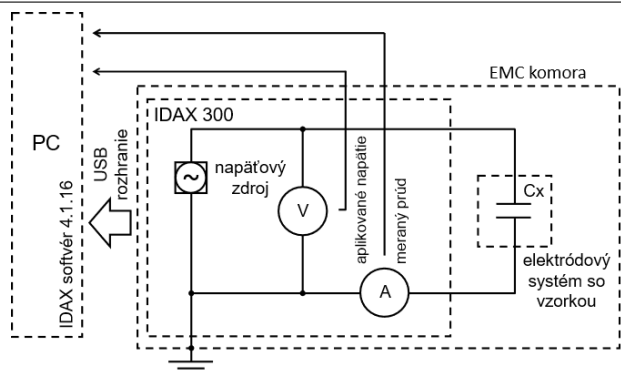 EMC komora
IDAX 300
PC
USB
rozhranie
IDAX softvér 4.1.16
napäťový
zdroj
~
V
aplikované napätie
meraný prúd
A
Cx
elektródový
systém so
vzorkou